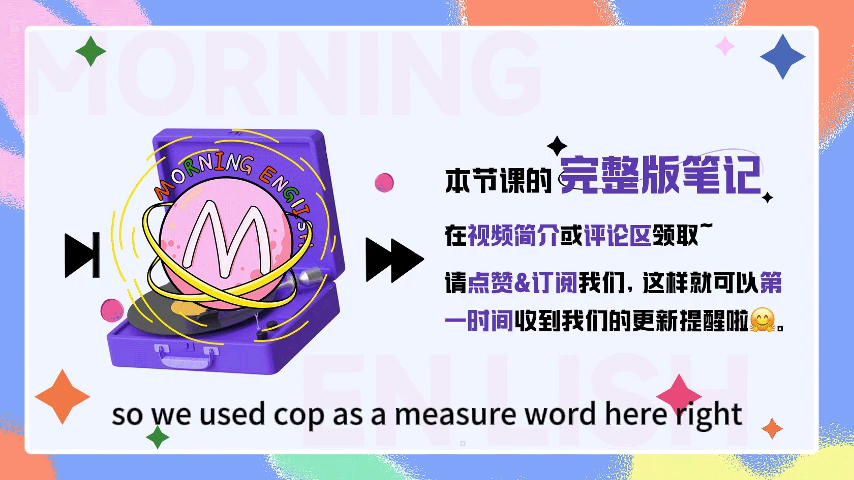 MORNING
MORNING ENGLISH
M
本节课的 完整版笔记
在视频简介或评论区领取~
请点赞&订阅我们，这样就可以第
一时间收到我们的更新提醒啦🤗。
EN LISH
so we used cop as a measure word here right